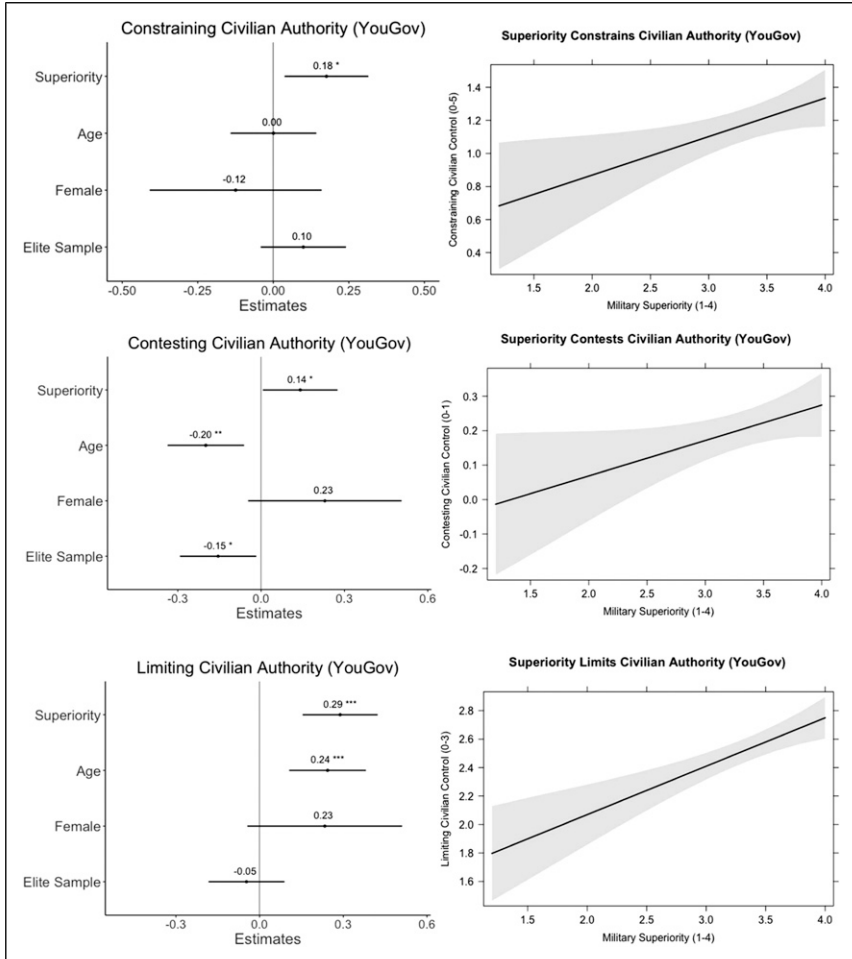 Constraining Civilian Authority (YouGov)
Superiority
0.18 *
Age
0.00
Female
-0.12
Elite Sample
0.10
-0.50
-0.25
0.00
0.25
0.50
Estimates
Superiority Constrains Civilian Authority (YouGov)
Constraining Civilian Control (0-5)
1.4
1.2
1.0
0.8
0.6
0.4
1.5
2.0
2.5
3.0
3.5
4.0
Military Superiority (1-4)
Contesting Civilian Authority (YouGov)
Superiority
0.14 *
Age
-0.20 **
Female
0.23
Elite Sample
-0.15 *
-0.3
0.0
0.3
0.6
Estimates
Superiority Contests Civilian Authority (YouGov)
Contesting Civilian Control (0-1)
0.3
0.2
0.1
0.0
-0.1
-0.2
1.5
2.0
2.5
3.0
3.5
4.0
Military Superiority (1-4)
Limiting Civilian Authority (YouGov)
Superiority
0.29 ***
Age
0.24 ***
Female
0.23
Elite Sample
-0.05
-0.3
0.0
0.3
0.6
Estimates
Superiority Limits Civilian Authority (YouGov)
Limiting Civilian Control (0-3)
2.8
2.6
2.4
2.2
2.0
1.8
1.6
1.5
2.0
2.5
3.0
3.5
4.0
Military Superiority (1-4)